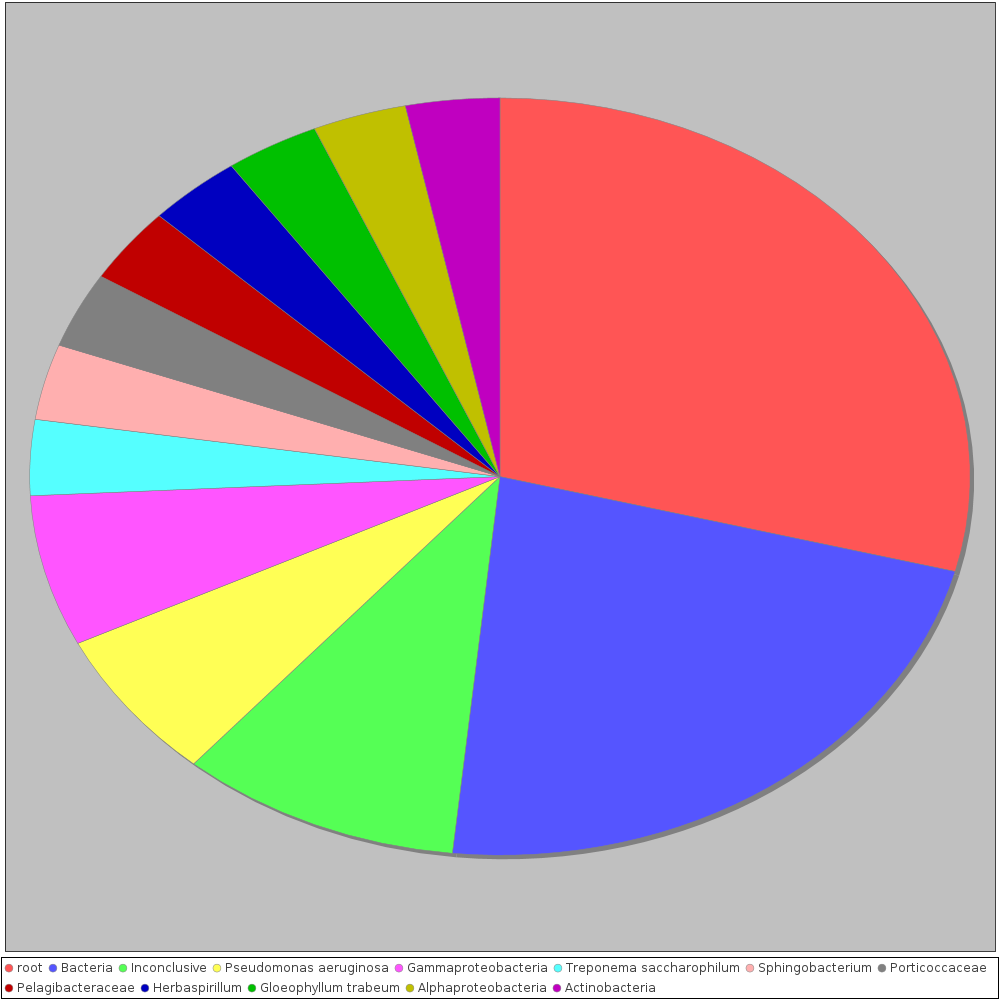 root Bacteria Inconclusive Pseudomonas aeruginosa Gammaproteobacteria Treponema saccharophilum Sphingobacterium Porticoccaceae
Pelagibacteraceae Herbaspirillum Gloeophyllum trabeum Alphaproteobacteria Actinobacteria